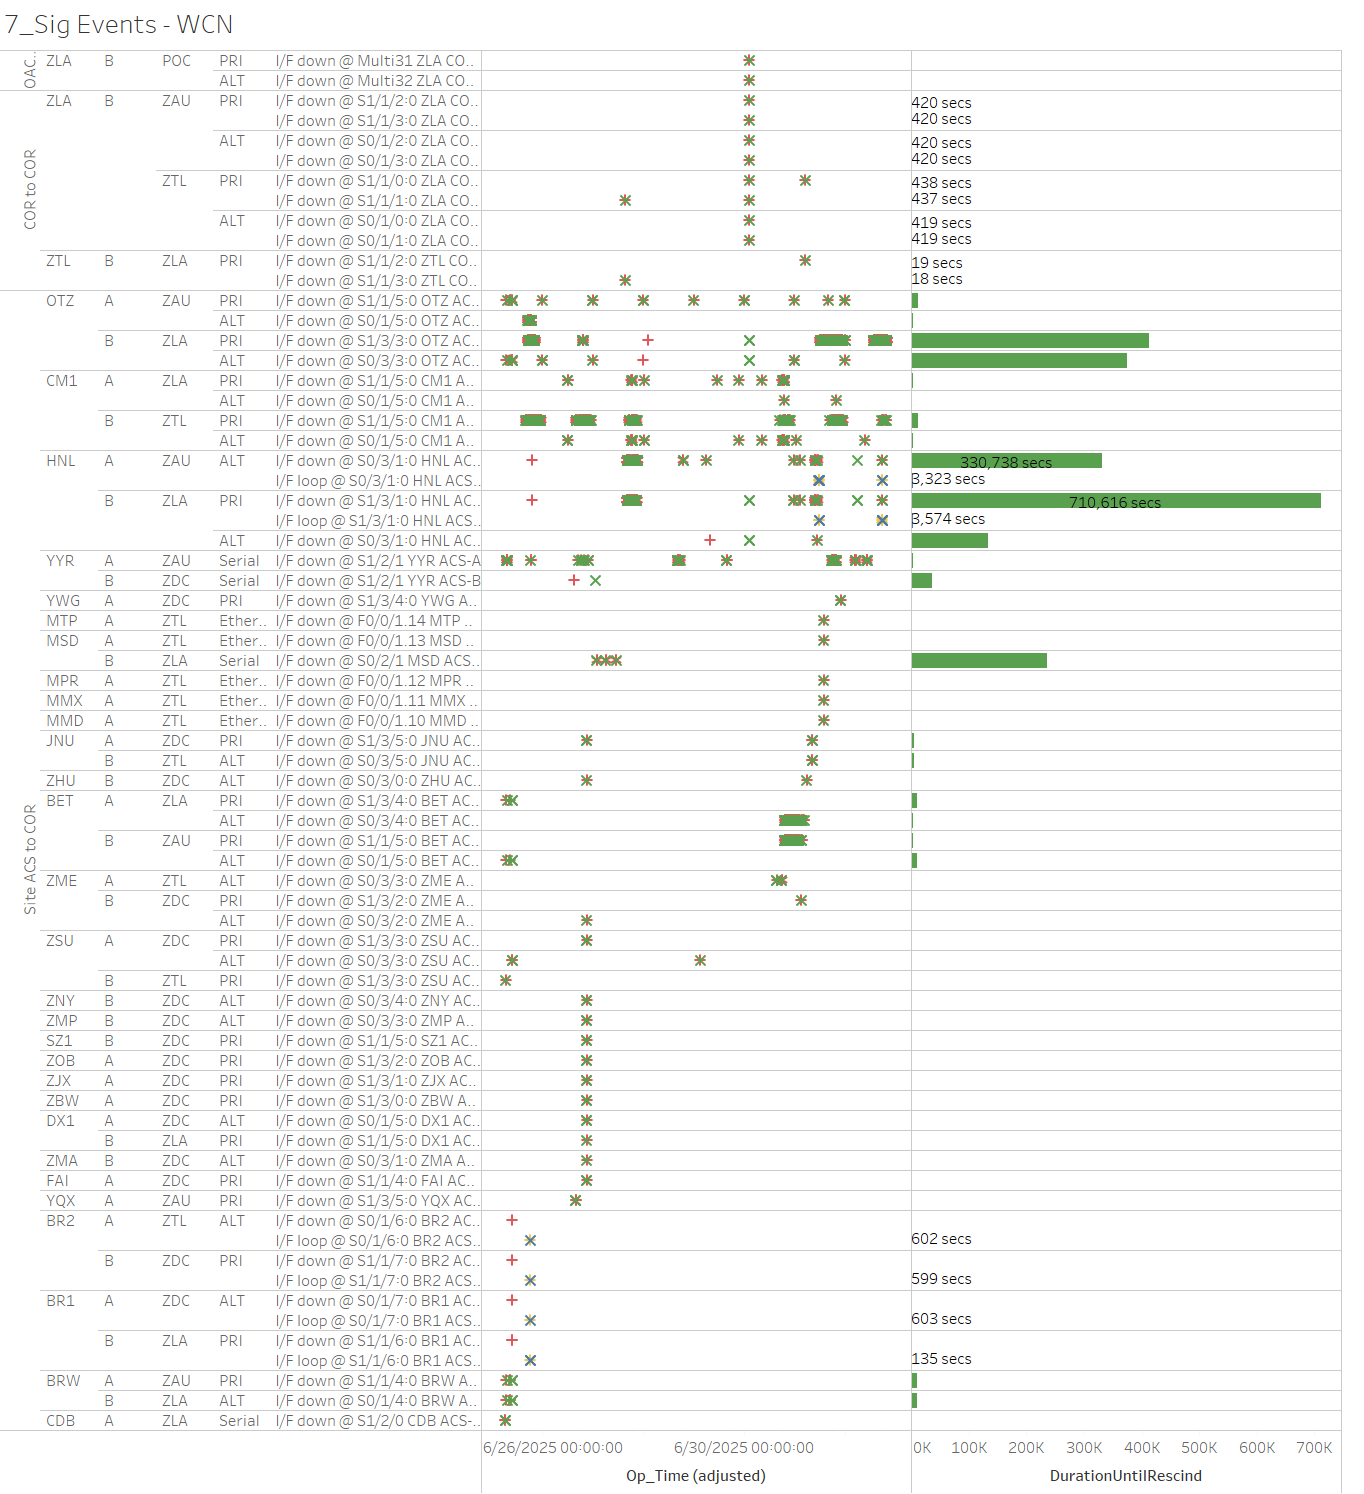 7_Sig Events - WCN
OAC..
ZLA B POC PRI I/F down @ Multi31 ZLA CO..
ALT I/F down @ Multi32 ZLA CO..
COR to COR
ZLA B ZAU PRI I/F down @ S1/1/2:0 ZLA CO.. 420 secs
I/F down @ S1/1/3:0 ZLA CO.. 420 secs
ALT I/F down @ S0/1/2:0 ZLA CO.. 420 secs
I/F down @ S0/1/3:0 ZLA CO.. 420 secs
ZTL PRI I/F down @ S1/1/0:0 ZLA CO.. 438 secs
I/F down @ S1/1/1:0 ZLA CO.. 437 secs
ALT I/F down @ S0/1/0:0 ZLA CO.. 419 secs
I/F down @ S0/1/1:0 ZLA CO.. 419 secs
ZTL B ZLA PRI I/F down @ S1/1/2:0 ZTL CO.. 19 secs
I/F down @ S1/1/3:0 ZTL CO.. 18 secs
Site ACS to COR
OTZ A ZAU PRI I/F down @ S1/1/5:0 OTZ AC..
ALT I/F down @ S0/1/5:0 OTZ AC..
B ZLA PRI I/F down @ S1/3/3:0 OTZ AC..
ALT I/F down @ S0/3/3:0 OTZ AC..
CM1 A ZLA PRI I/F down @ S1/1/5:0 CM1 A..
ALT I/F down @ S0/1/5:0 CM1 A..
B ZTL PRI I/F down @ S1/1/5:0 CM1 A..
ALT I/F down @ S0/1/5:0 CM1 A..
HNL A ZAU ALT I/F down @ S0/3/1:0 HNL AC.. 330,738 secs
I/F loop @ S0/3/1:0 HNL ACS.. 3,323 secs
B ZLA PRI I/F down @ S1/3/1:0 HNL AC.. 710,616 secs
I/F loop @ S1/3/1:0 HNL ACS.. 3,574 secs
ALT I/F down @ S0/3/1:0 HNL AC..
YYR A ZAU Serial I/F down @ S1/2/1 YYR ACS-A
B ZDC Serial I/F down @ S1/2/1 YYR ACS-B
YWG A ZDC PRI I/F down @ S1/3/4:0 YWG A..
MTP A ZTL Ether.. I/F down @ F0/0/1.14 MTP ..
MSD A ZTL Ether.. I/F down @ F0/0/1.13 MSD ..
B ZLA Serial I/F down @ S0/2/1 MSD ACS..
MPR A ZTL Ether.. I/F down @ F0/0/1.12 MPR ..
MMX A ZTL Ether.. I/F down @ F0/0/1.11 MMX ..
MMD A ZTL Ether.. I/F down @ F0/0/1.10 MMD ..
JNU A ZDC PRI I/F down @ S1/3/5:0 JNU AC..
B ZTL ALT I/F down @ S0/3/5:0 JNU AC..
ZHU B ZDC ALT I/F down @ S0/3/0:0 ZHU AC..
BET A ZLA PRI I/F down @ S1/3/4:0 BET AC..
ALT I/F down @ S0/3/4:0 BET AC..
B ZAU PRI I/F down @ S1/1/5:0 BET AC..
ALT I/F down @ S0/1/5:0 BET AC..
ZME A ZTL ALT I/F down @ S0/3/3:0 ZME A..
B ZDC PRI I/F down @ S1/3/2:0 ZME A..
ALT I/F down @ S0/3/2:0 ZME A..
ZSU A ZDC PRI I/F down @ S1/3/3:0 ZSU AC..
ALT I/F down @ S0/3/3:0 ZSU AC..
B ZTL PRI I/F down @ S1/3/3:0 ZSU AC..
ZNY B ZDC ALT I/F down @ S0/3/4:0 ZNY AC..
ZMP B ZDC ALT I/F down @ S0/3/3:0 ZMP A..
SZ1 B ZDC PRI I/F down @ S1/1/5:0 SZ1 AC..
ZOB A ZDC PRI I/F down @ S1/3/2:0 ZOB AC..
ZJX A ZDC PRI I/F down @ S1/3/1:0 ZJX AC..
ZBW A ZDC PRI I/F down @ S1/3/0:0 ZBW A..
DX1 A ZDC ALT I/F down @ S0/1/5:0 DX1 AC..
B ZLA PRI I/F down @ S1/1/5:0 DX1 AC..
ZMA B ZDC ALT I/F down @ S0/3/1:0 ZMA A..
FAI A ZDC PRI I/F down @ S1/1/4:0 FAI AC..
YQX A ZAU PRI I/F down @ S1/3/5:0 YQX AC..
BR2 A ZTL ALT I/F down @ S0/1/6:0 BR2 AC..
I/F loop @ S0/1/6:0 BR2 ACS.. 602 secs
B ZDC PRI I/F down @ S1/1/7:0 BR2 AC..
I/F loop @ S1/1/7:0 BR2 ACS.. 599 secs
BR1 A ZDC ALT I/F down @ S0/1/7:0 BR1 AC..
I/F loop @ S0/1/7:0 BR1 ACS.. 603 secs
B ZLA PRI I/F down @ S1/1/6:0 BR1 AC..
I/F loop @ S1/1/6:0 BR1 ACS.. 135 secs
BRW A ZAU PRI I/F down @ S1/1/4:0 BRW A..
B ZLA ALT I/F down @ S0/1/4:0 BRW A..
CDB A ZLA Serial I/F down @ S1/2/0 CDB ACS-..
6/26/2025 00:00:00 6/30/2025 00:00:00 0K 100K 200K 300K 400K 500K 600K 700K
Op_Time (adjusted) DurationUntilRescind